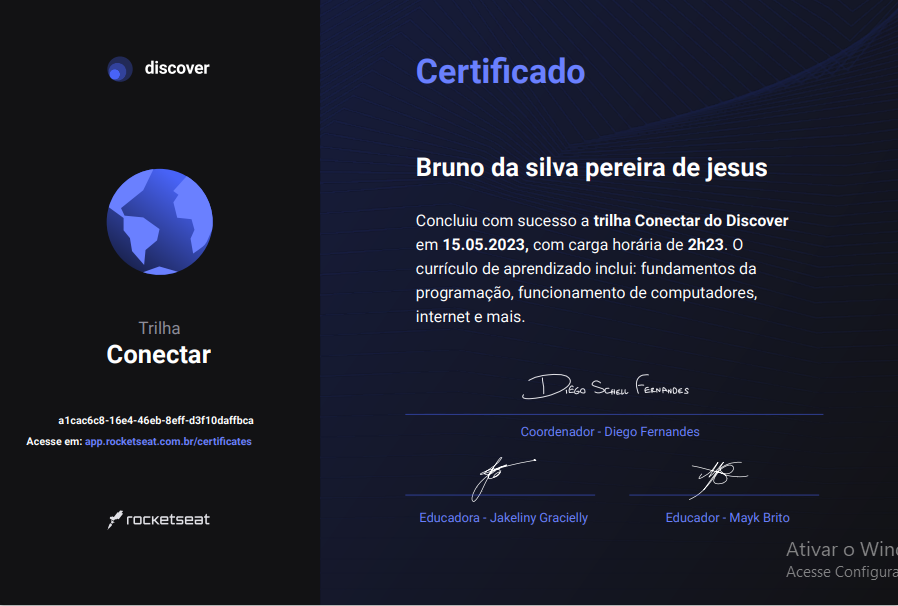 discover
Trilha
Conectar
a1cac6c8-16e4-46eb-8eff-d3f10daffbca
Acesse em: app.rocketseat.com.br/certificates
rocketseat
Certificado
Bruno da silva pereira de jesus
Concluiu com sucesso a trilha Conectar do Discover
em 15.05.2023, com carga horária de 2h23. O
currículo de aprendizado inclui: fundamentos da
programação, funcionamento de computadores,
internet e mais.
Diego Schell Fernandes
Coordenador - Diego Fernandes
Educadora - Jakeliny Gracielly
Educador - Mayk Brito
Ativar o Win
Acesse Configura